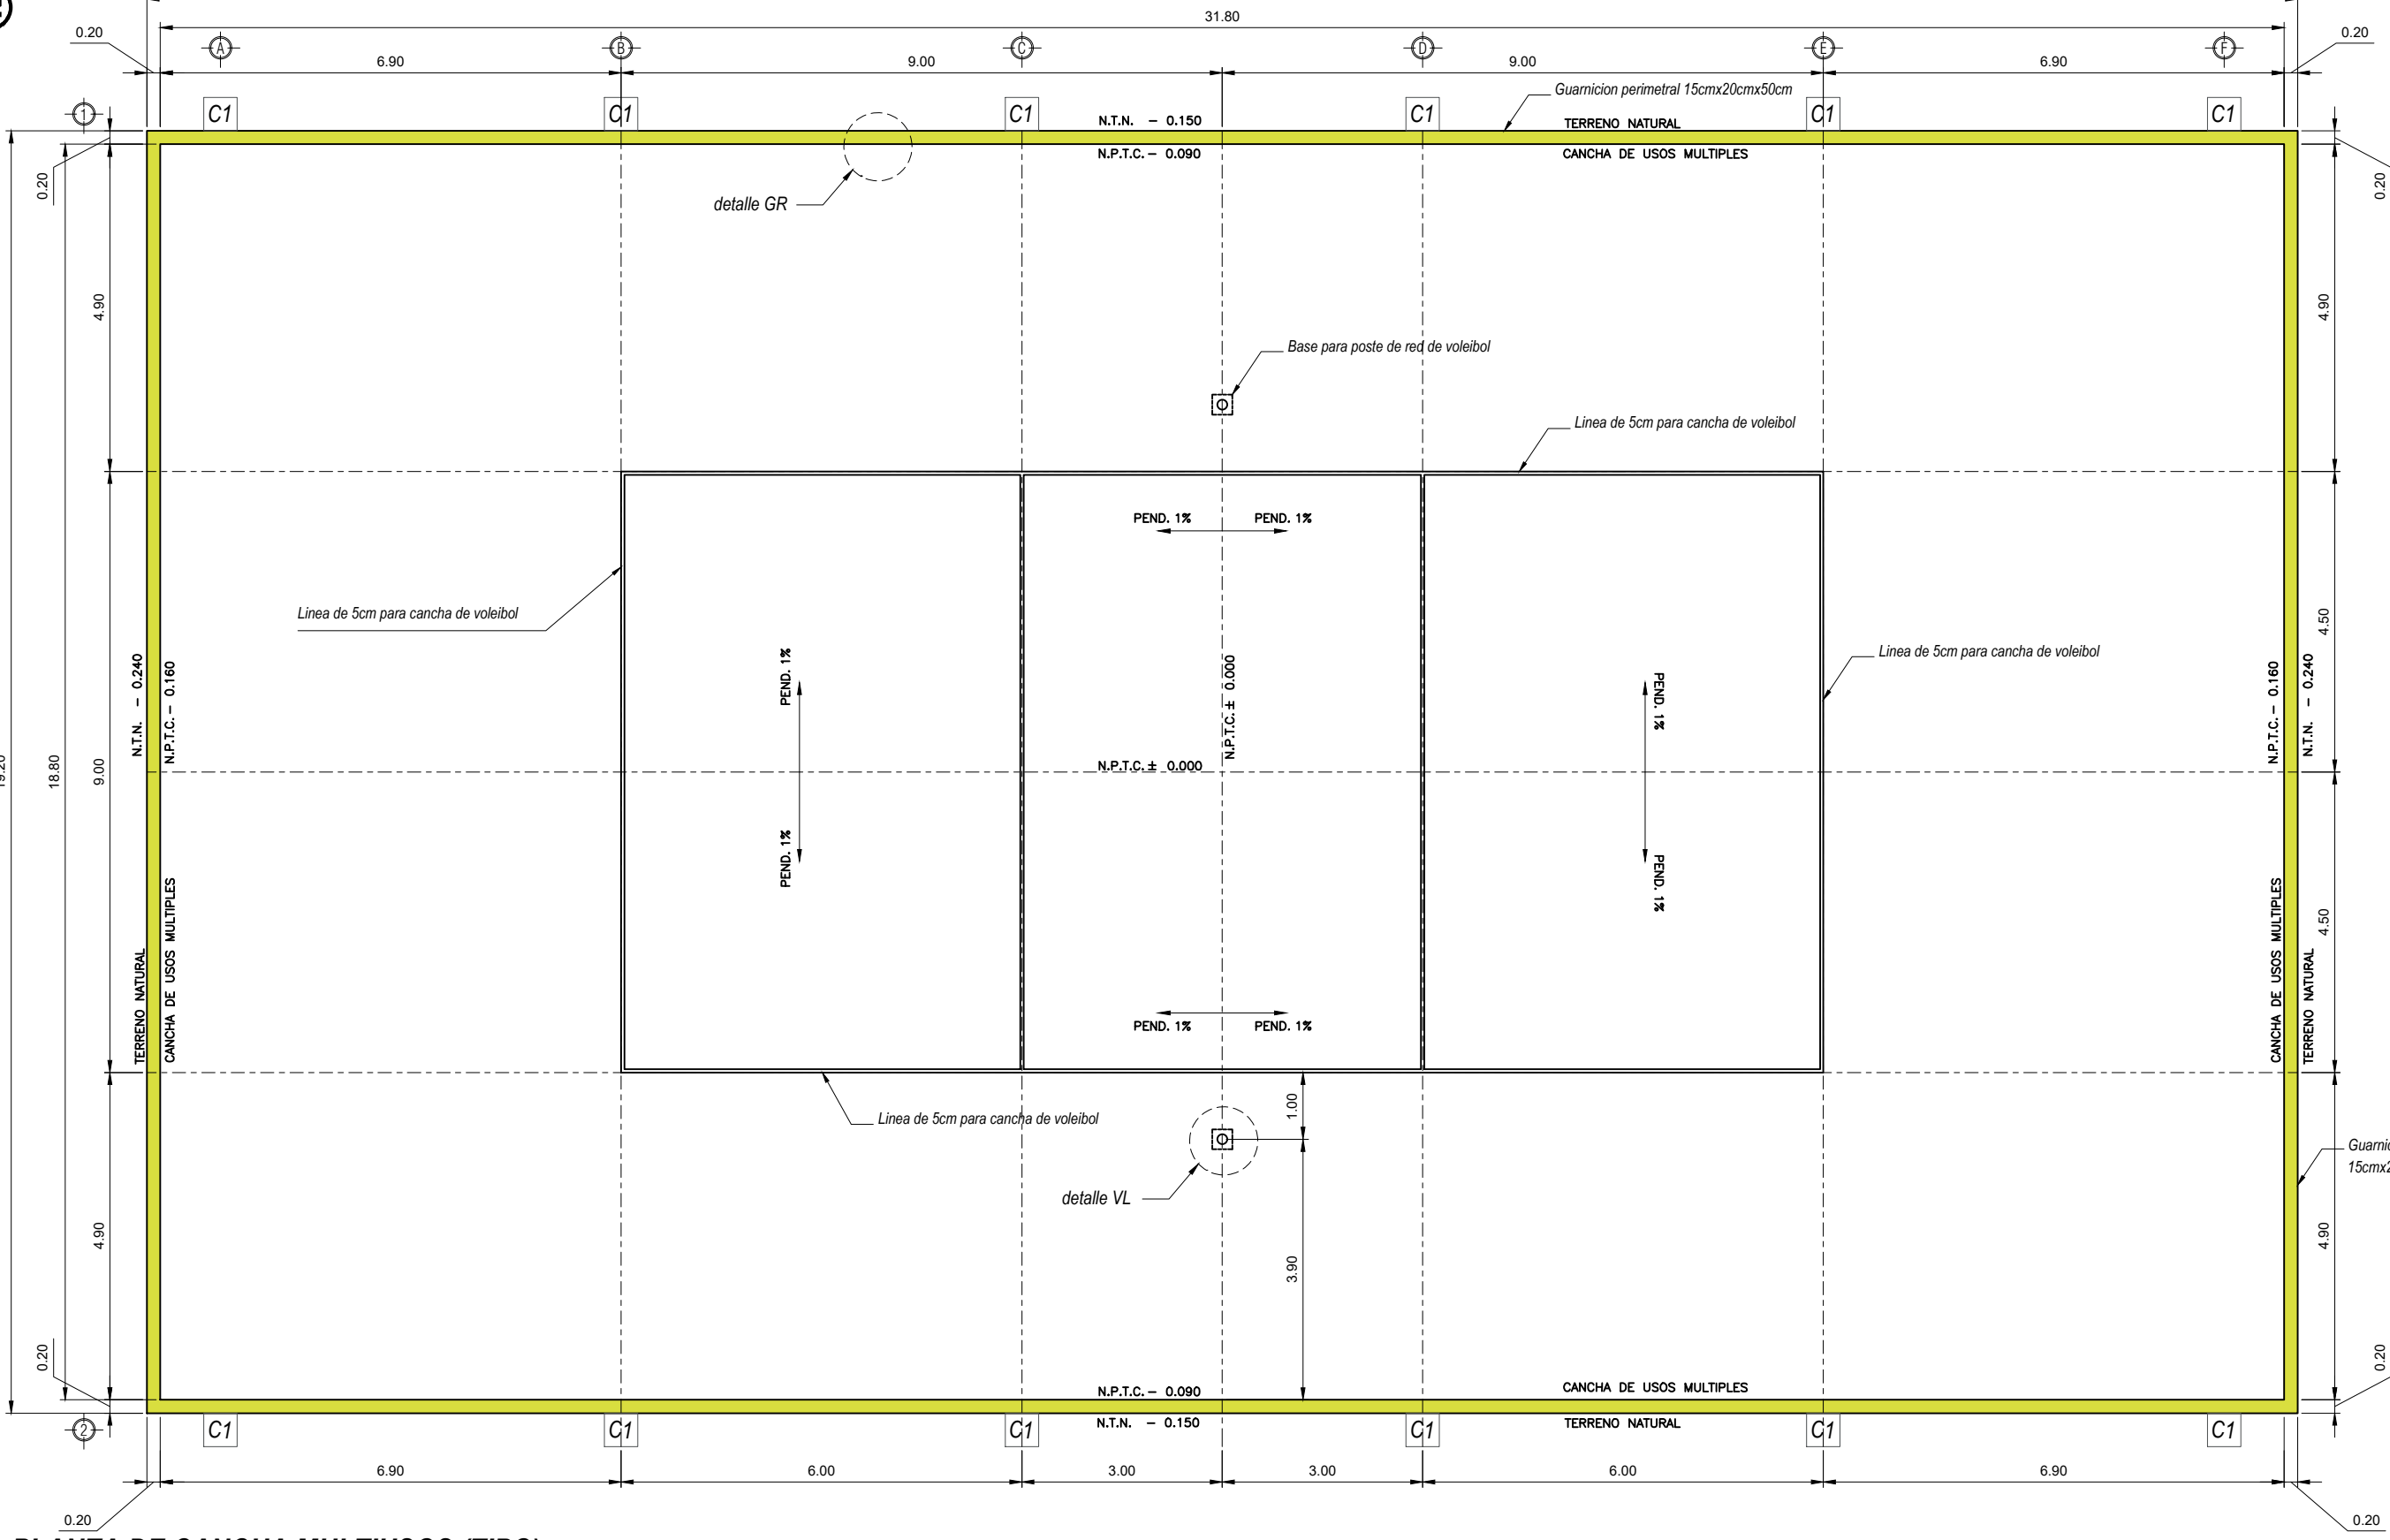 31.80
0.20
A
B
C
D
E
F
0.20
6.90
9.00
9.00
6.90
Guarnicion perimetral 15cmx20cmx50cm
1
C1
C1
C1
C1
C1
C1
N.T.N. - 0.150
TERRENO NATURAL
N.P.T.C. - 0.090
CANCHA DE USOS MULTIPLES
0.20
0.20
detalle GR
4.90
4.90
Base para poste de red de voleibol
Linea de 5cm para cancha de voleibol
PEND. 1%
PEND. 1%
Linea de 5cm para cancha de voleibol
4.50
Linea de 5cm para cancha de voleibol
N.T.N. - 0.240
N.P.T.C. - 0.160
PEND. 1%
N.P.T.C. ± 0.000
PEND. 1%
N.P.T.C. - 0.160
N.T.N. - 0.240
18.80
9.00
N.P.T.C. ± 0.000
PEND. 1%
PEND. 1%
4.50
TERRENO NATURAL
CANCHA DE USOS MULTIPLES
CANCHA DE USOS MULTIPLES
TERRENO NATURAL
PEND. 1%
PEND. 1%
Linea de 5cm para cancha de voleibol
1.00
detalle VL
15cmx2
4.90
3.90
4.90
0.20
0.20
N.P.T.C. - 0.090
CANCHA DE USOS MULTIPLES
N.T.N. - 0.150
TERRENO NATURAL
2
C1
C1
C1
C1
C1
C1
6.90
6.00
3.00
3.00
6.00
6.90
0.20
0.20